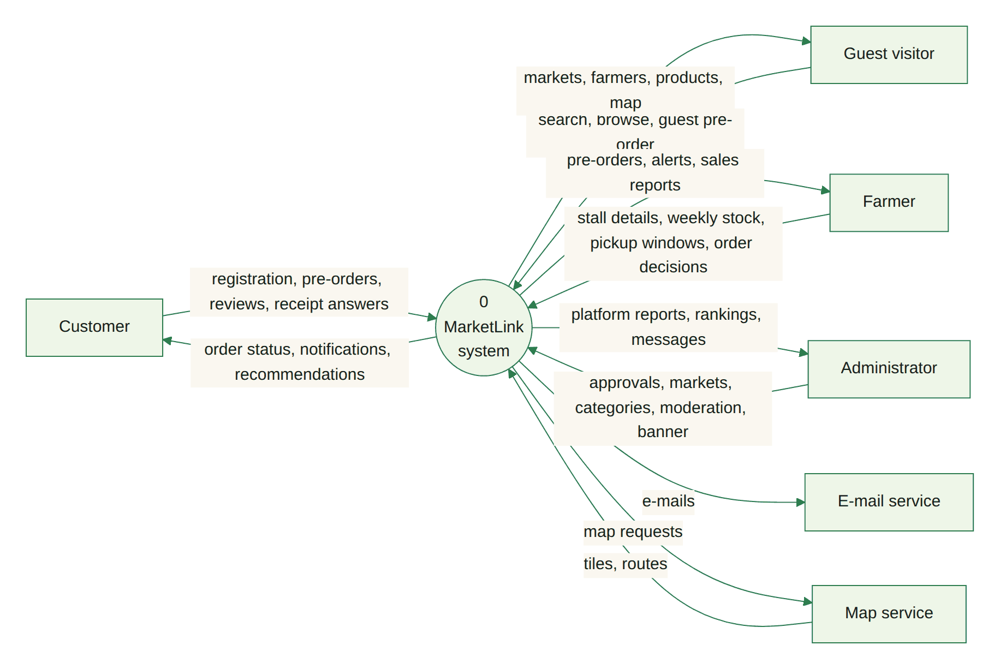 Guest visitor
markets, farmers, products,
map
search, browse, guest pre-
order
pre-orders, alerts, sales
reports
Farmer
stall details, weekly stock,
pickup windows, order
decisions
registration, pre-orders,
reviews, receipt answers
Customer
order status, notifications,
recommendations
0
MarketLink
system
platform reports, rankings,
messages
Administrator
approvals, markets,
categories, moderation,
banner
e-mails
E-mail service
map requests
tiles, routes
Map service